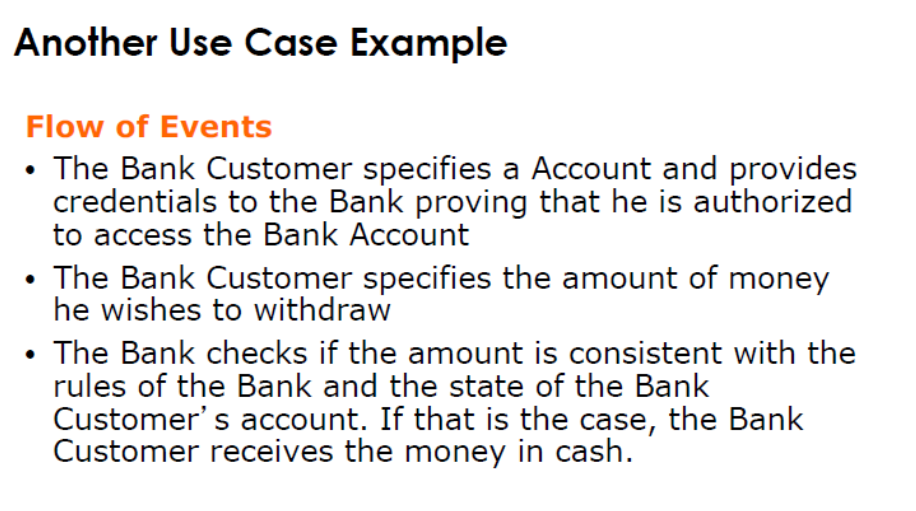 Another Use Case Example
Flow of Events
• The Bank Customer specifies a Account and provides
credentials to the Bank proving that he is authorized
to access the Bank Account
• The Bank Customer specifies the amount of money
he wishes to withdraw
• The Bank checks if the amount is consistent with the
rules of the Bank and the state of the Bank
Customer’s account. If that is the case, the Bank
Customer receives the money in cash.